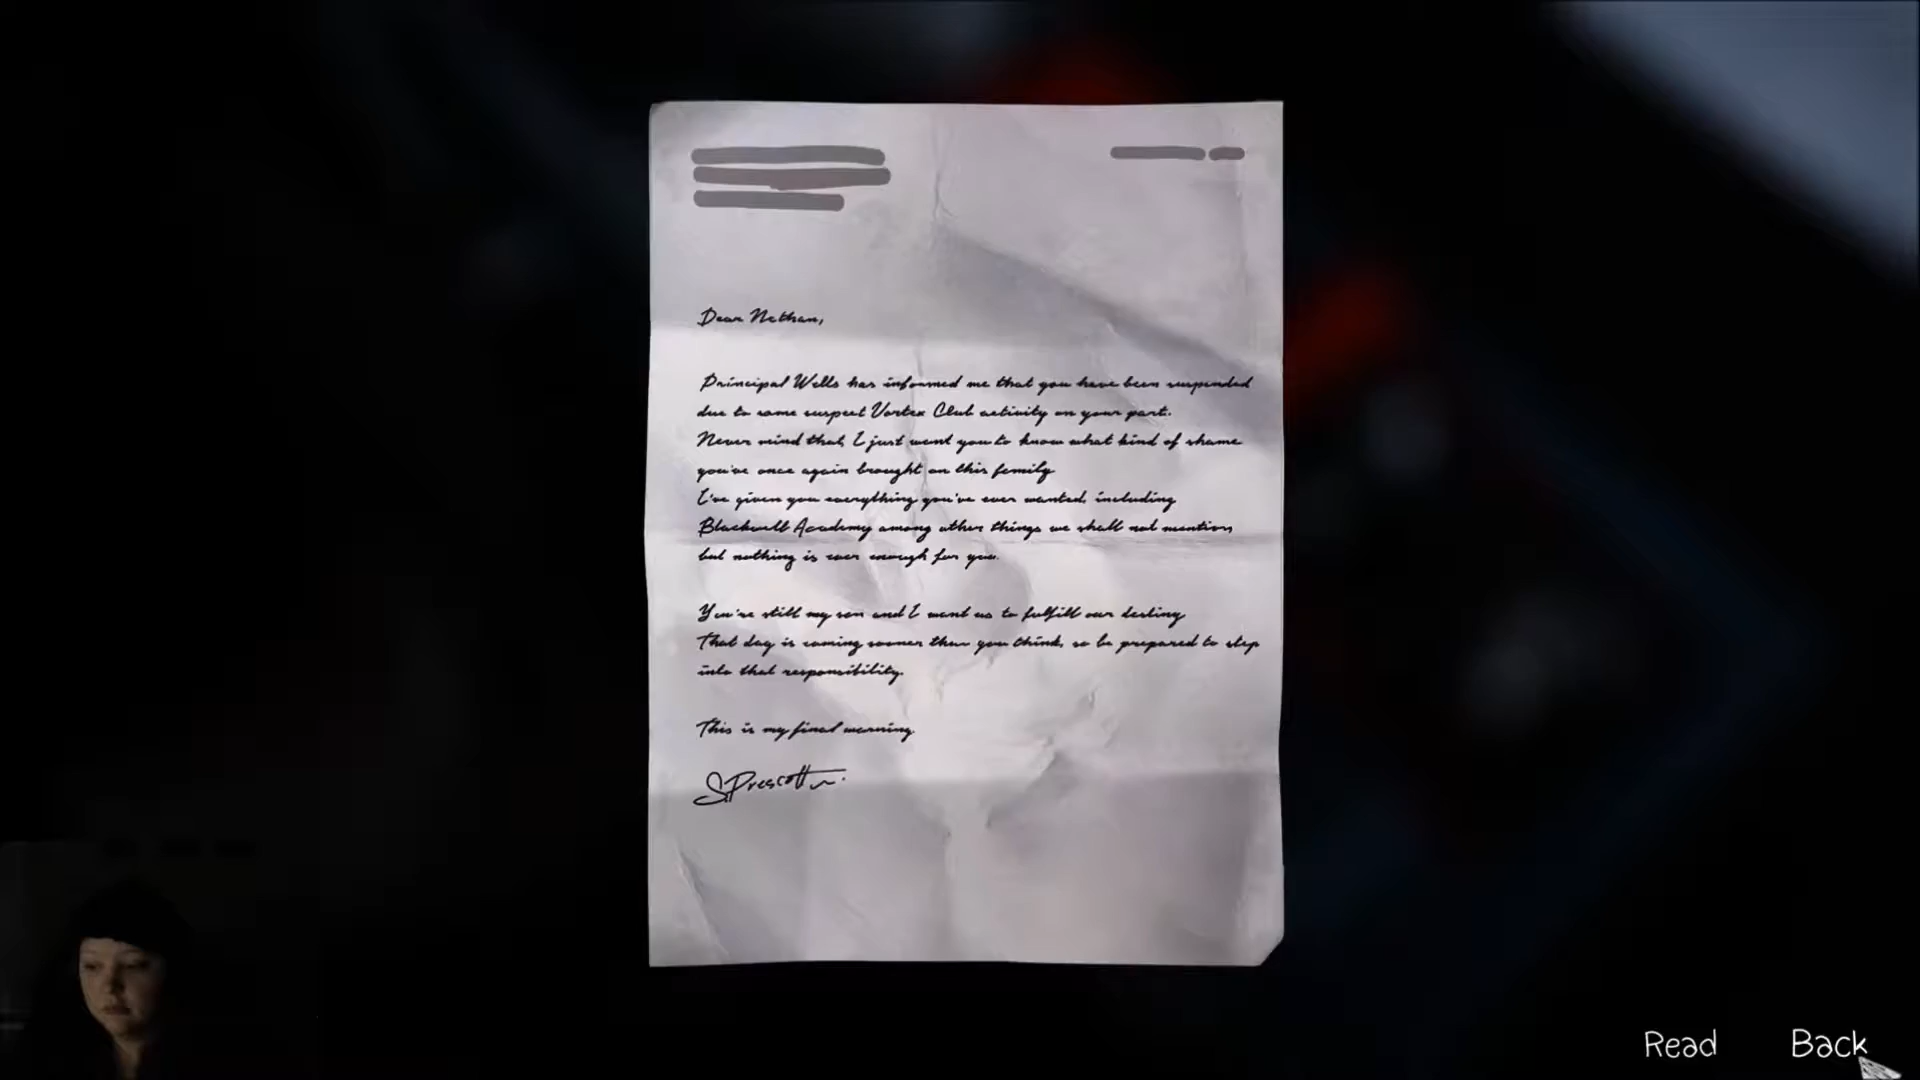 Dear Nathan,
Principal Wells has informed me that you have been suspended
due to some suspect Vortex Club activity on your part.
Never mind that, I just want you to know what kind of shame
you've once again brought on this family
I've given you everything you've ever wanted, including
Blackwell Academy among other things we shall not mention,
but nothing is ever enough for you.
You're still my son and I want us to fulfill our destiny
That day is coming sooner than you think, so be prepared to step
into that responsibility.
This is my final warning
S.Prescott
Read Back